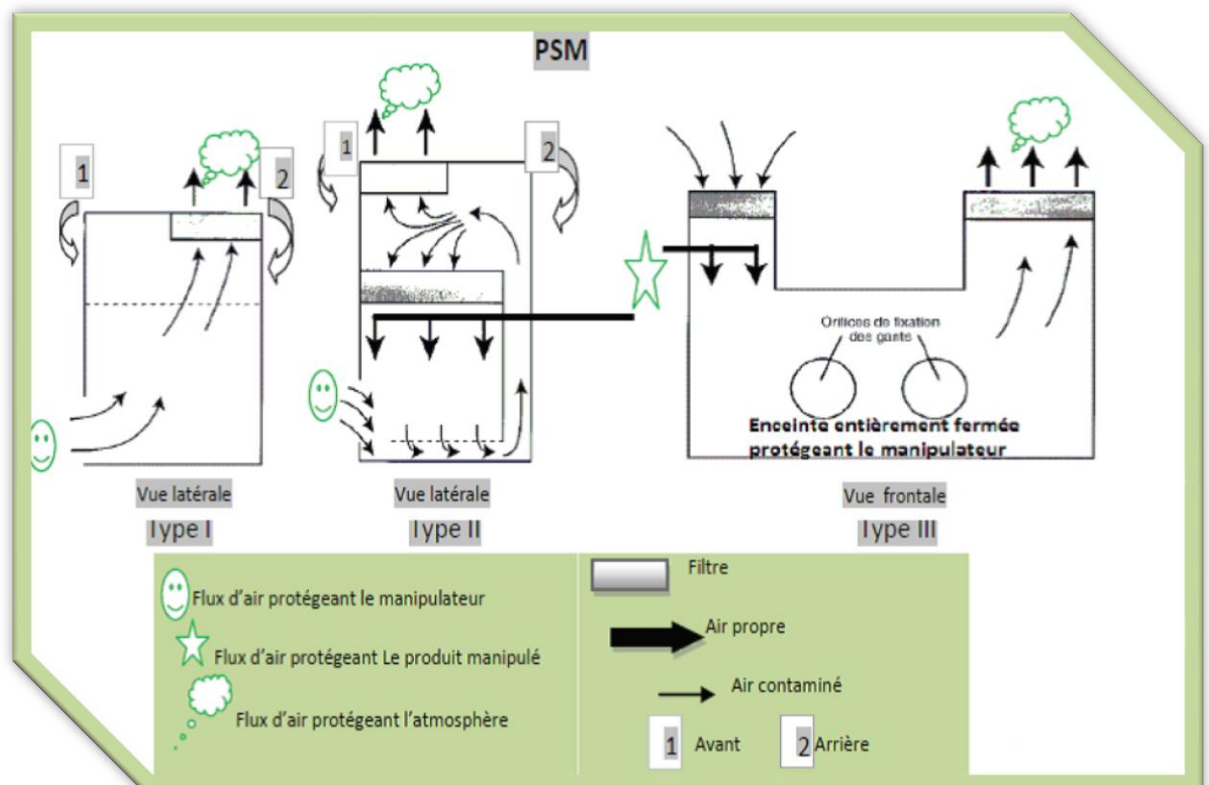 PSM
1
2
1
2
Orifices de fixation
des gants
Enceinte entièrement fermée
protégeant le manipulateur
Vue latérale
Type I
Vue latérale
Type II
Vue frontale
Type III
Flux d'air protégeant le manipulateur
Flux d'air protégeant Le produit manipulé
Flux d'air protégeant l'atmosphère
Filtre
Air propre
Air contaminé
1 Avant
2 Arrière